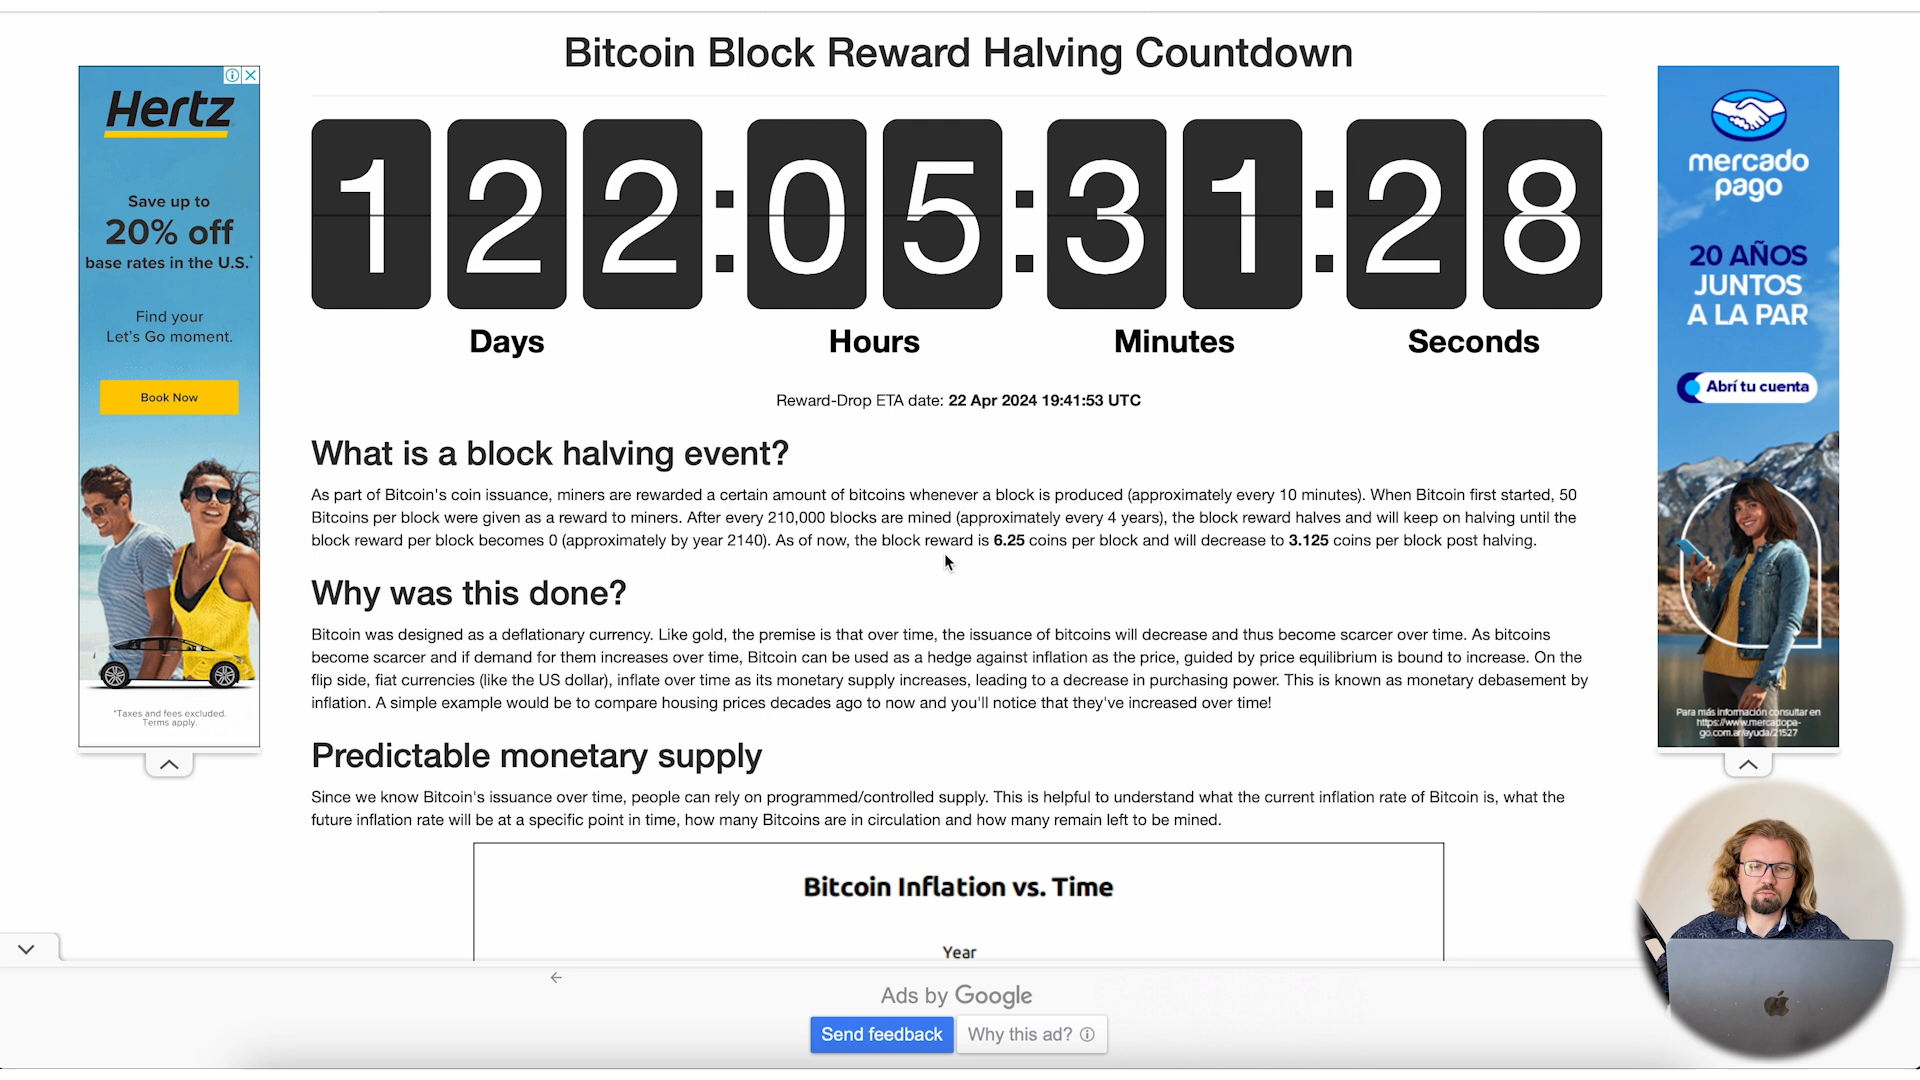 Bitcoin Block Reward Halving Countdown
122:05:31:28
Days Hours Minutes Seconds
Reward-Drop ETA date: 22 Apr 2024 19:41:53 UTC
What is a block halving event?
As part of Bitcoin's coin issuance, miners are rewarded a certain amount of bitcoins whenever a block is produced (approximately every 10 minutes). When Bitcoin first started, 50
Bitcoins per block were given as a reward to miners. After every 210,000 blocks are mined (approximately every 4 years), the block reward halves and will keep on halving until the
block reward per block becomes 0 (approximately by year 2140). As of now, the block reward is 6.25 coins per block and will decrease to 3.125 coins per block post halving.
Why was this done?
Bitcoin was designed as a deflationary currency. Like gold, the premise is that over time, the issuance of bitcoins will decrease and thus become scarcer over time. As bitcoins
become scarcer and if demand for them increases over time, Bitcoin can be used as a hedge against inflation as the price, guided by price equilibrium is bound to increase. On the
flip side, fiat currencies (like the US dollar), inflate over time as its monetary supply increases, leading to a decrease in purchasing power. This is known as monetary debasement by
inflation. A simple example would be to compare housing prices decades ago to now and you'll notice that they've increased over time!
Predictable monetary supply
Since we know Bitcoin's issuance over time, people can rely on programmed/controlled supply. This is helpful to understand what the current inflation rate of Bitcoin is, what the
future inflation rate will be at a specific point in time, how many Bitcoins are in circulation and how many remain left to be mined.
Bitcoin Inflation vs. Time
Year
Hertz
Save up to
20% off
base rates in the U.S.*
Find your
Let's Go moment.
Book Now
*Taxes and fees excluded.
Terms apply.
mercado
pago
20 AÑOS
JUNTOS
A LA PAR
Abrí tu cuenta
Para más información consultar en
https://www.mercadopa-
go.com.ar/ayuda/21527
Ads by Google
Send feedback
Why this ad?